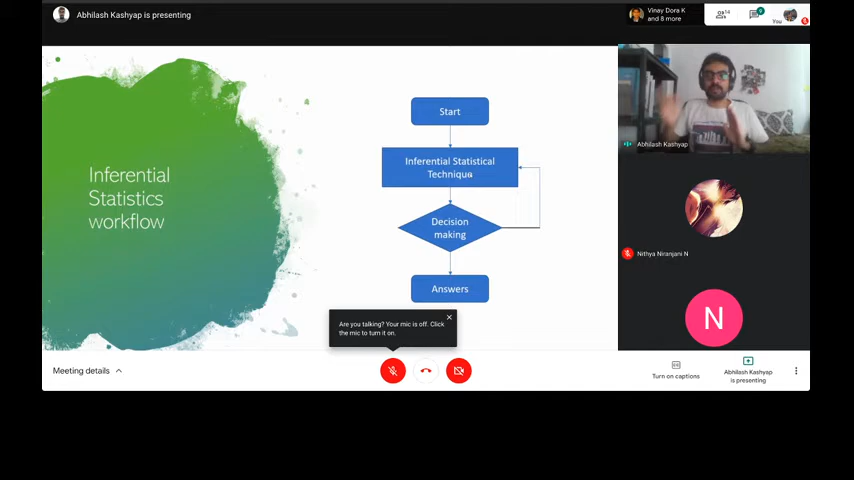 Abhilash Kashyap is presenting
Vinay Dora K
and 8 more
14
9
You
Inferential
Statistics
workflow
Start
Inferential Statistical
Technique
Decision
making
Answers
Abhilash Kashyap
Nithya Niranjani N
N
Are you talking? Your mic is off. Click
the mic to turn it on.
Meeting details
Turn on captions
Abhilash Kashyap
is presenting